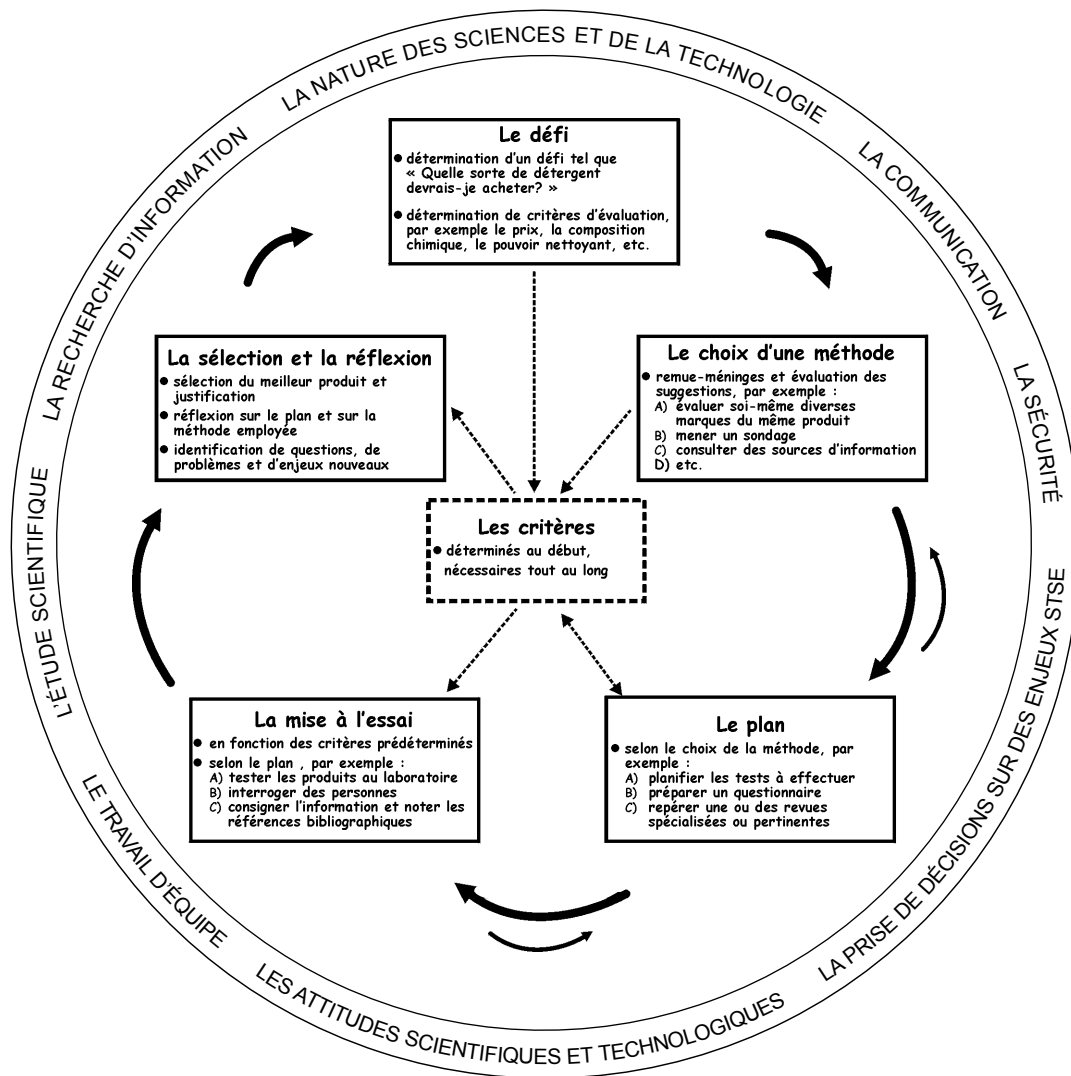 LA NATURE DES SCIENCES ET DE LA TECHNOLOGIE
LA COMMUNICATION
LA SÉCURITÉ
LA PRISE DE DÉCISIONS SUR DES ENJEUX STSE
LES ATTITUDES SCIENTIFIQUES ET TECHNOLOGIQUES
LE TRAVAIL D'ÉQUIPE
L'ÉTUDE SCIENTIFIQUE
LA RECHERCHE D'INFORMATION
Le défi
• détermination d'un défi tel que
« Quelle sorte de détergent
devrais-je acheter? »
• détermination de critères d'évaluation,
par exemple le prix, la composition
chimique, le pouvoir nettoyant, etc.
Le choix d'une méthode
• remue-méninges et évaluation des
suggestions, par exemple :
A) évaluer soi-même diverses
marques du même produit
B) mener un sondage
C) consulter des sources d'information
D) etc.
Le plan
• selon le choix de la méthode, par
exemple :
A) planifier les tests à effectuer
B) préparer un questionnaire
C) repérer une ou des revues
spécialisées ou pertinentes
La mise à l'essai
• en fonction des critères prédéterminés
• selon le plan , par exemple :
A) tester les produits au laboratoire
B) interroger des personnes
C) consigner l'information et noter les
références bibliographiques
La sélection et la réflexion
• sélection du meilleur produit et
justification
• réflexion sur le plan et sur la
méthode employée
• identification de questions, de
problèmes et d'enjeux nouveaux
Les critères
• déterminés au début,
nécessaires tout au long